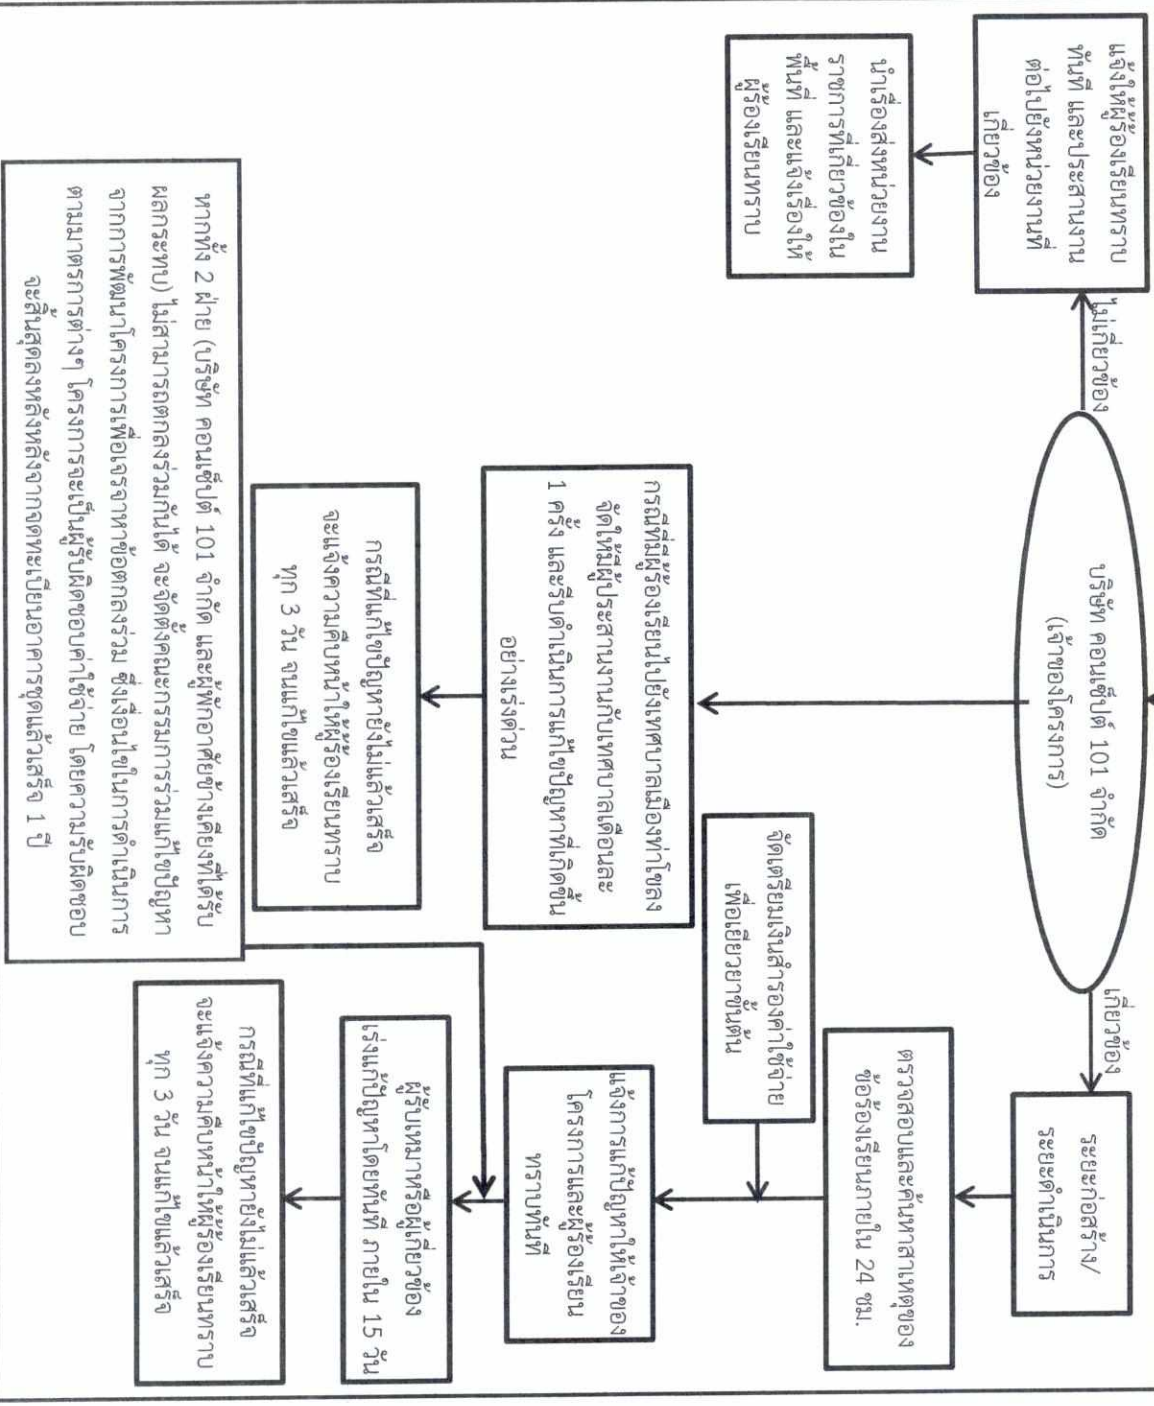 บริษัท คอนเซ็ปต์ 101 จำกัด
(เจ้าของโครงการ)
ไม่เกี่ยวข้อง
เกี่ยวข้อง
แจ้งให้ผู้ร้องเรียนทราบ
ทันที และประสานงาน
ต่อไปยังหน่วยงานที่
เกี่ยวข้อง
นำเรื่องส่งหน่วยงาน
ราชการที่เกี่ยวข้องใน
พื้นที่ และแจ้งเรื่องให้
ผู้ร้องเรียนทราบ
กรณีที่มีผู้ร้องเรียนไปยังเทศบาลเมืองท่าโขลง
จัดให้มีผู้ประสานงานกับเทศบาลเดือนละ
1 ครั้ง และรีบดำเนินการแก้ไขปัญหาที่เกิดขึ้น
อย่างเร่งด่วน
กรณีที่แก้ไขปัญหายังไม่แล้วเสร็จ
จะแจ้งความคืบหน้าให้ผู้ร้องเรียนทราบ
ทุก 3 วัน จนแก้ไขแล้วเสร็จ
ระยะก่อสร้าง/
ระยะดำเนินการ
ตรวจสอบและค้นหาสาเหตุของ
ข้อร้องเรียนภายใน 24 ชม.
จัดเตรียมเงินสำรองค่าใช้จ่าย
เพื่อเยียวยาขั้นต้น
แจ้งการแก้ปัญหาให้เจ้าของ
โครงการและผู้ร้องเรียน
ทราบทันที
ผู้รับเหมาหรือผู้เกี่ยวข้อง
เร่งแก้ปัญหาโดยทันที ภายใน 15 วัน
กรณีที่แก้ไขปัญหายังไม่แล้วเสร็จ
จะแจ้งความคืบหน้าให้ผู้ร้องเรียนทราบ
ทุก 3 วัน จนแก้ไขแล้วเสร็จ
หากทั้ง 2 ฝ่าย (บริษัท คอนเซ็ปต์ 101 จำกัด และผู้พักอาศัยข้างเคียงที่ได้รับ
ผลกระทบ) ไม่สามารถตกลงร่วมกันได้ จะจัดตั้งคณะกรรมการร่วมแก้ไขปัญหา
จากการพัฒนาโครงการเพื่อเจรจาหาข้อตกลงร่วม ซึ่งเงื่อนไขในการดำเนินการ
ตามมาตรการต่างๆ โครงการจะเป็นผู้รับผิดชอบค่าใช้จ่าย โดยความรับผิดชอบ
จะสิ้นสุดลงหลังหลังจากจดทะเบียนอาคารชุดแล้วเสร็จ 1 ปี